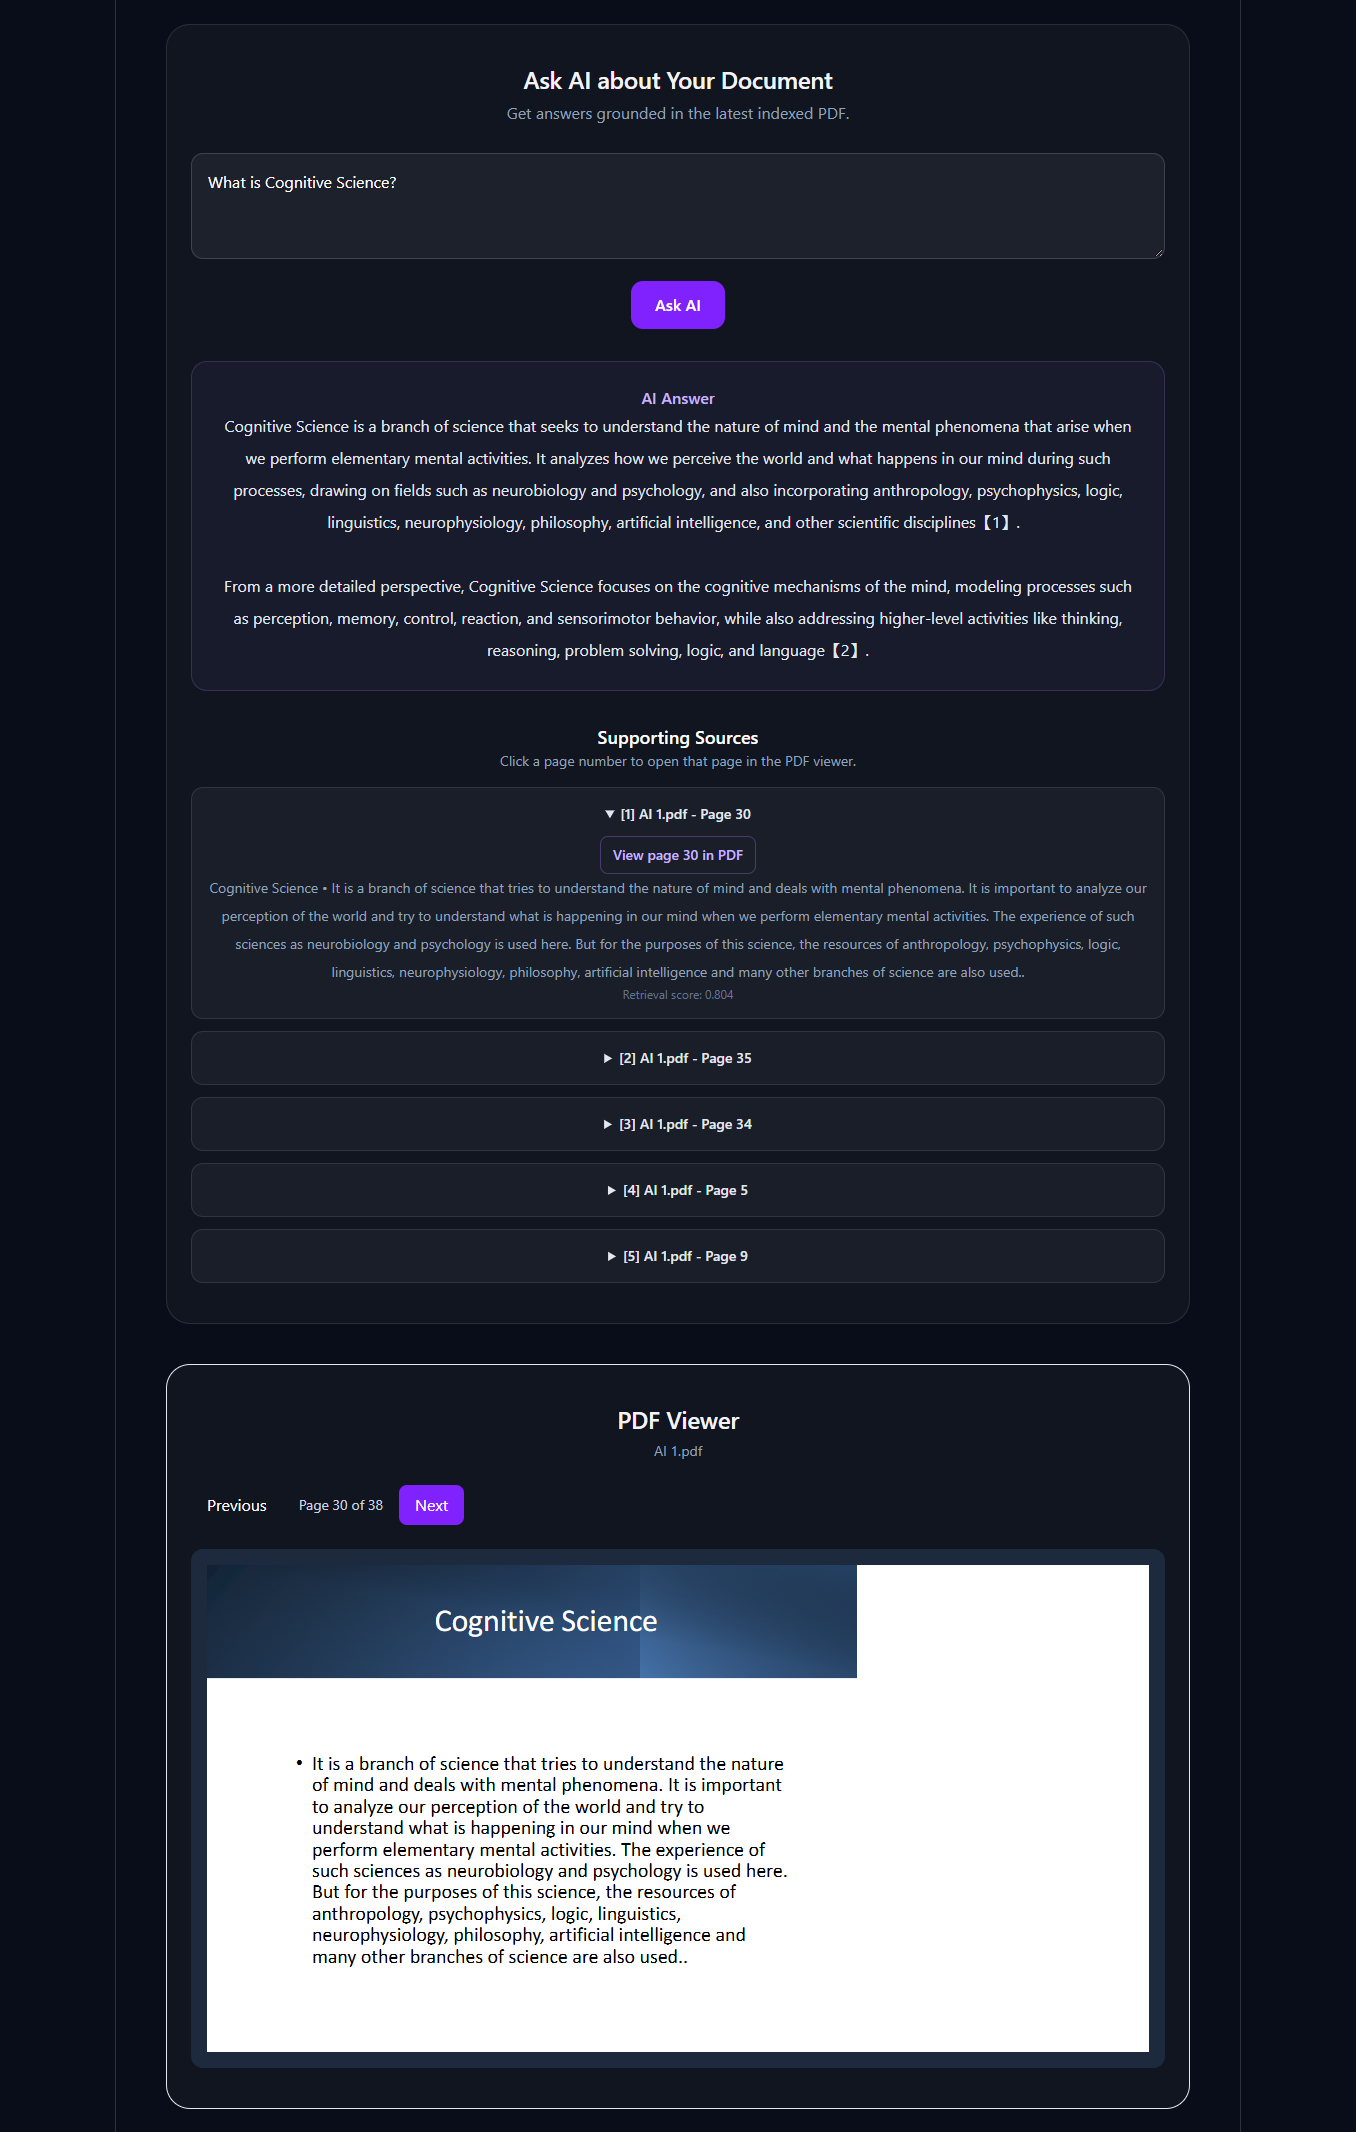 Ask AI about Your Document
Get answers grounded in the latest indexed PDF.
What is Cognitive Science?
Ask AI
AI Answer
Cognitive Science is a branch of science that seeks to understand the nature of mind and the mental phenomena that arise when
we perform elementary mental activities. It analyzes how we perceive the world and what happens in our mind during such
processes, drawing on fields such as neurobiology and psychology, and also incorporating anthropology, psychophysics, logic,
linguistics, neurophysiology, philosophy, artificial intelligence, and other scientific disciplines【1】.
From a more detailed perspective, Cognitive Science focuses on the cognitive mechanisms of the mind, modeling processes such
as perception, memory, control, reaction, and sensorimotor behavior, while also addressing higher-level activities like thinking,
reasoning, problem solving, logic, and language【2】.
Supporting Sources
Click a page number to open that page in the PDF viewer.
▼ [1] AI 1.pdf - Page 30
View page 30 in PDF
Cognitive Science • It is a branch of science that tries to understand the nature of mind and deals with mental phenomena. It is important to analyze our
perception of the world and try to understand what is happening in our mind when we perform elementary mental activities. The experience of such
sciences as neurobiology and psychology is used here. But for the purposes of this science, the resources of anthropology, psychophysics, logic,
linguistics, neurophysiology, philosophy, artificial intelligence and many other branches of science are also used..
Retrieval score: 0.804
▶ [2] AI 1.pdf - Page 35
▶ [3] AI 1.pdf - Page 34
▶ [4] AI 1.pdf - Page 5
▶ [5] AI 1.pdf - Page 9
PDF Viewer
AI 1.pdf
Previous Page 30 of 38 Next
Cognitive Science
• It is a branch of science that tries to understand the nature
of mind and deals with mental phenomena. It is important
to analyze our perception of the world and try to
understand what is happening in our mind when we
perform elementary mental activities. The experience of
such sciences as neurobiology and psychology is used here.
But for the purposes of this science, the resources of
anthropology, psychophysics, logic, linguistics,
neurophysiology, philosophy, artificial intelligence and
many other branches of science are also used..